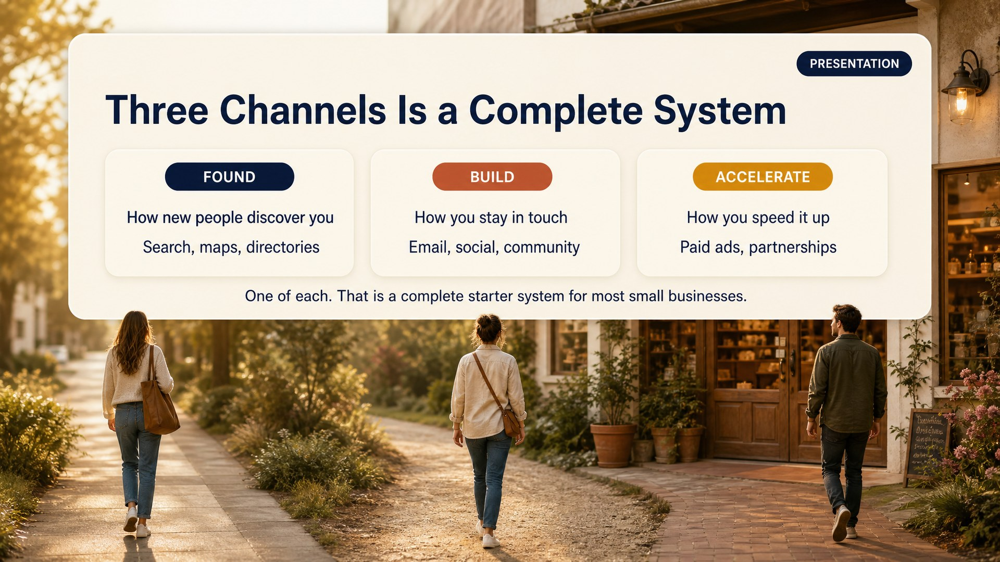 PRESENTATION
Three Channels Is a Complete System
FOUND
How new people discover you
Search, maps, directories
BUILD
How you stay in touch
Email, social, community
ACCELERATE
How you speed it up
Paid ads, partnerships
One of each. That is a complete starter system for most small businesses.